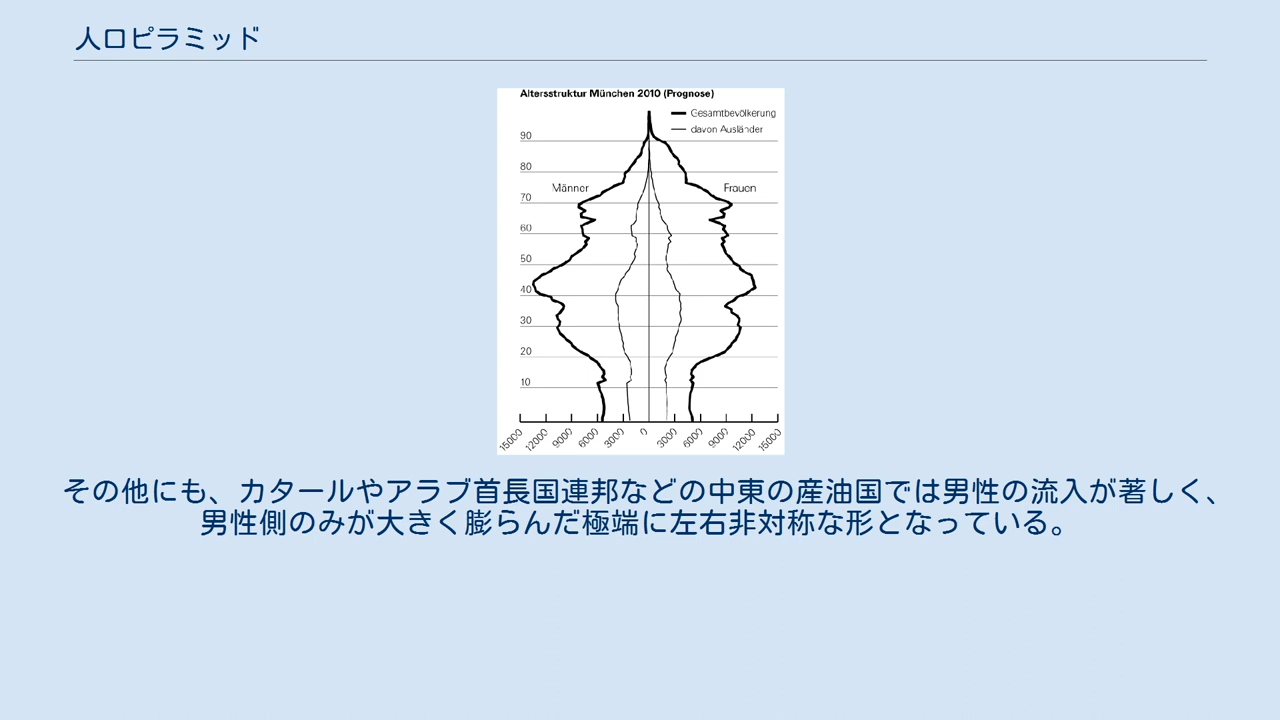 人口ピラミッド
Altersstruktur München 2010 (Prognose)
Gesamtbevölkerung
davon Ausländer
90
80
Männer
Frauen
70
60
50
40
30
20
10
15000 12000 9000 6000 3000 0 3000 6000 9000 12000 15000
その他にも、カタールやアラブ首長国連邦などの中東の産油国では男性の流入が著しく、
男性側のみが大きく膨らんだ極端に左右非対称な形となっている。